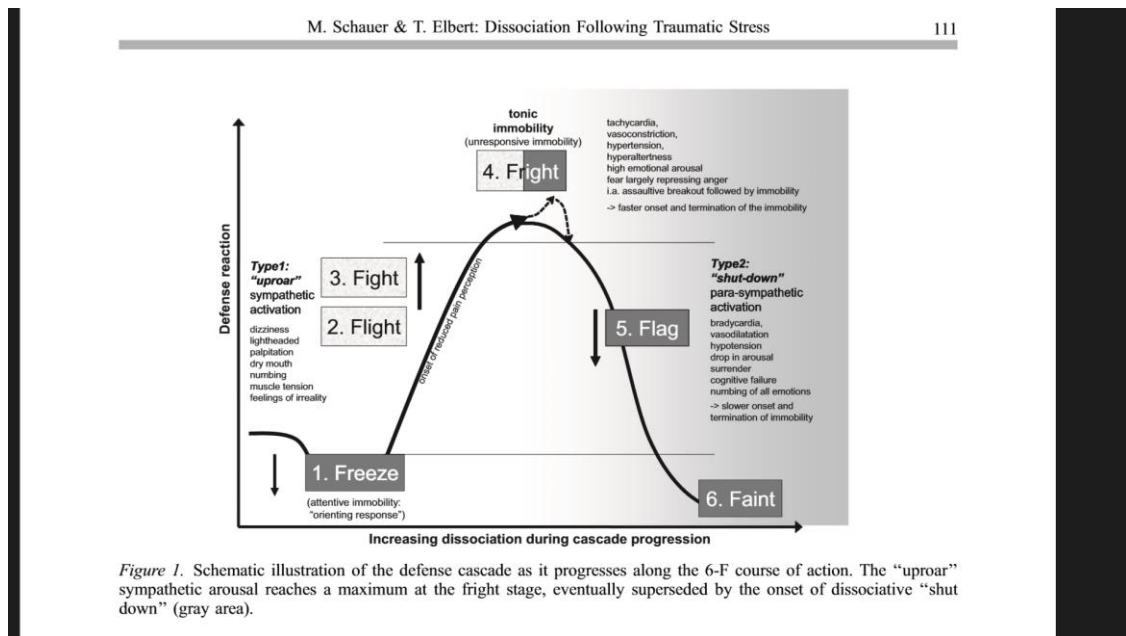 M. Schauer & T. Elbert: Dissociation Following Traumatic Stress
111
tonic
immobility
(unresponsive immobility)
4. Fright
tachycardia,
vasoconstriction,
hypertension,
hyperaltertness
high emotional arousal
fear largely repressing anger
i.a. assaultive breakout followed by immobility
-> faster onset and termination of the immobility
Defense reaction
Type1:
"uproar"
sympathetic
activation
dizziness
lightheaded
palpitation
dry mouth
numbing
muscle tension
feelings of irreality
3. Fight
2. Flight
onset of reduced pain perception
5. Flag
Type2:
"shut-down"
para-sympathetic
activation
bradycardia,
vasodilatation
hypotension
drop in arousal
surrender
cognitive failure
numbing of all emotions
-> slower onset and
termination of immobility
1. Freeze
(attentive immobility:
"orienting response")
6. Faint
Increasing dissociation during cascade progression
Figure 1. Schematic illustration of the defense cascade as it progresses along the 6-F course of action. The "uproar"
sympathetic arousal reaches a maximum at the fright stage, eventually superseded by the onset of dissociative "shut
down" (gray area).